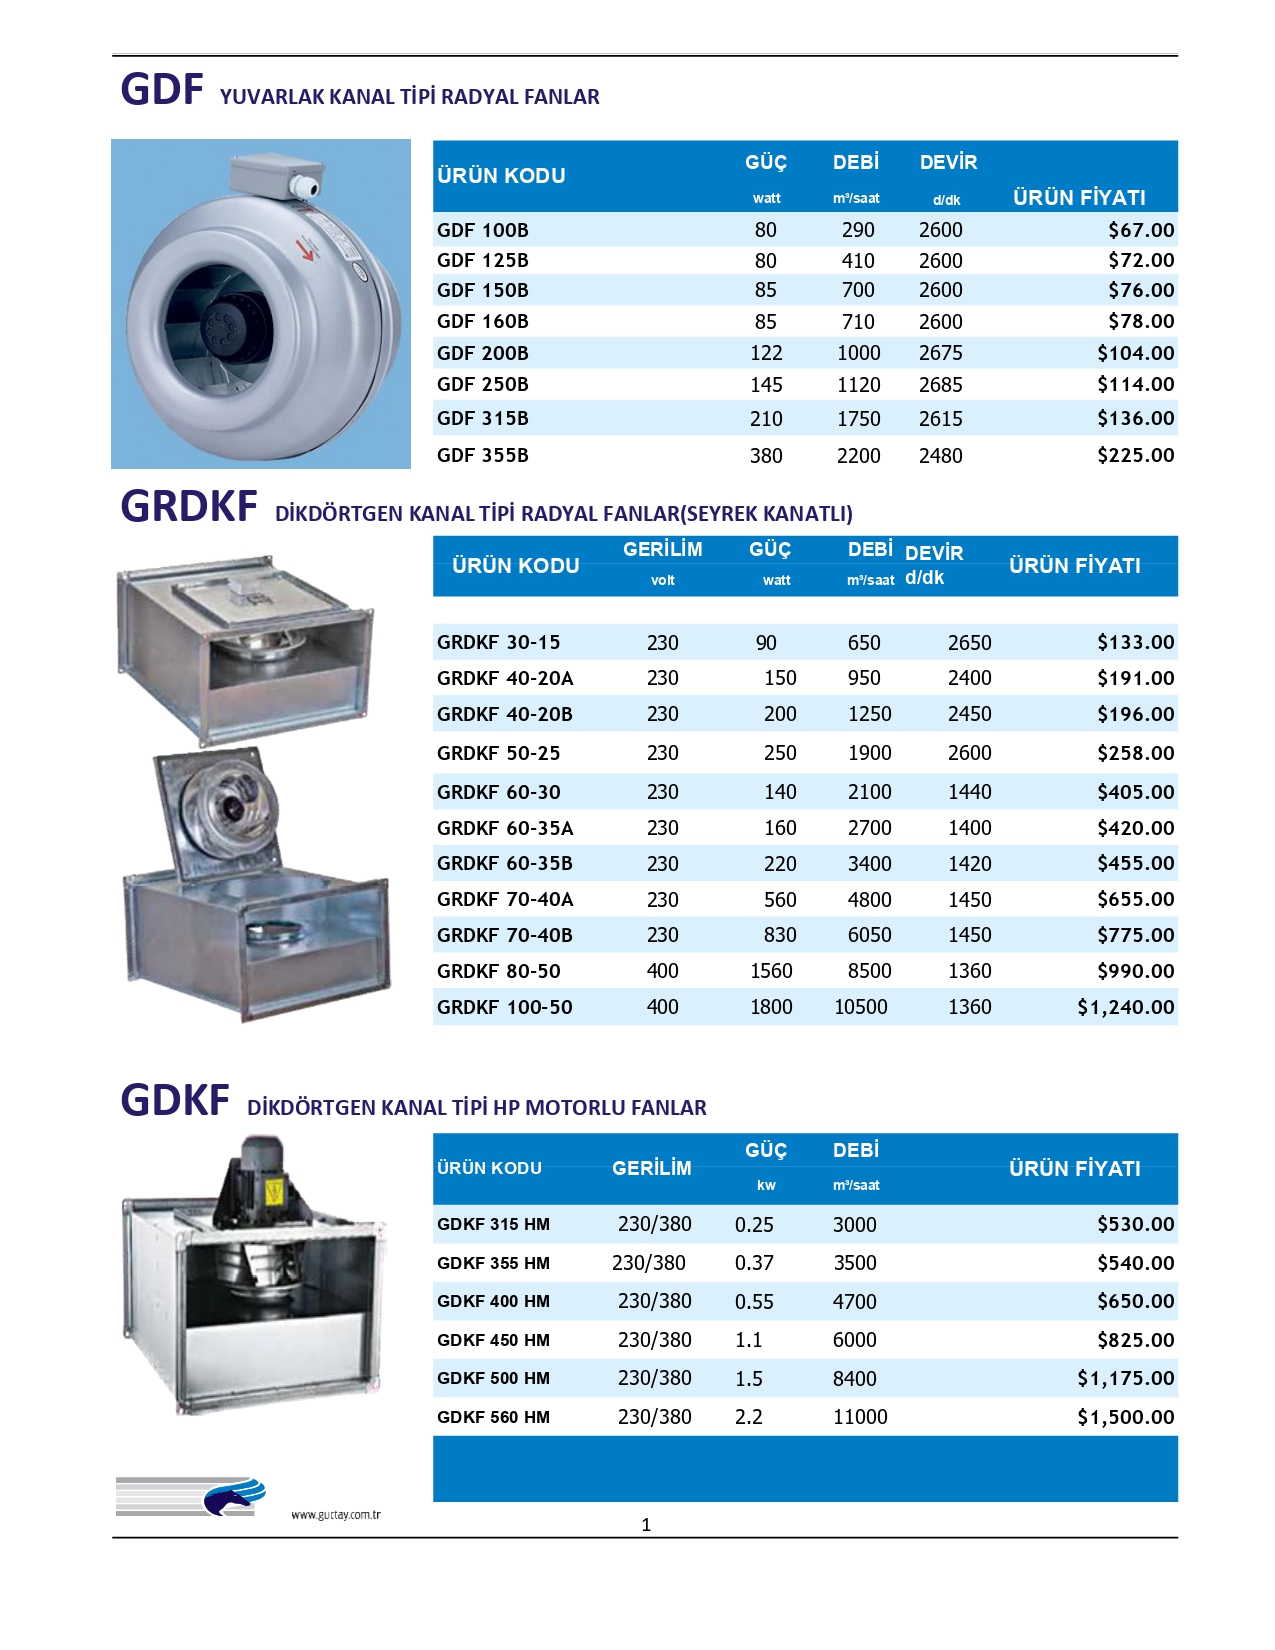 GDF YUVARLAK KANAL TİPİ RADYAL FANLAR
ÜRÜN KODU GÜÇ DEBİ DEVİR
watt m³/saat d/dk ÜRÜN FİYATI
GDF 100B 80 290 2600 $67.00
GDF 125B 80 410 2600 $72.00
GDF 150B 85 700 2600 $76.00
GDF 160B 85 710 2600 $78.00
GDF 200B 122 1000 2675 $104.00
GDF 250B 145 1120 2685 $114.00
GDF 315B 210 1750 2615 $136.00
GDF 355B 380 2200 2480 $225.00
GRDKF DİKDÖRTGEN KANAL TİPİ RADYAL FANLAR(SEYREK KANATLI)
ÜRÜN KODU GERİLİM GÜÇ DEBİ DEVİR ÜRÜN FİYATI
volt watt m³/saat d/dk
GRDKF 30-15 230 90 650 2650 $133.00
GRDKF 40-20A 230 150 950 2400 $191.00
GRDKF 40-20B 230 200 1250 2450 $196.00
GRDKF 50-25 230 250 1900 2600 $258.00
GRDKF 60-30 230 140 2100 1440 $405.00
GRDKF 60-35A 230 160 2700 1400 $420.00
GRDKF 60-35B 230 220 3400 1420 $455.00
GRDKF 70-40A 230 560 4800 1450 $655.00
GRDKF 70-40B 230 830 6050 1450 $775.00
GRDKF 80-50 400 1560 8500 1360 $990.00
GRDKF 100-50 400 1800 10500 1360 $1,240.00
GDKF DİKDÖRTGEN KANAL TİPİ HP MOTORLU FANLAR
ÜRÜN KODU GERİLİM GÜÇ DEBİ ÜRÜN FİYATI
kw m³/saat
GDKF 315 HM 230/380 0.25 3000 $530.00
GDKF 355 HM 230/380 0.37 3500 $540.00
GDKF 400 HM 230/380 0.55 4700 $650.00
GDKF 450 HM 230/380 1.1 6000 $825.00
GDKF 500 HM 230/380 1.5 8400 $1,175.00
GDKF 560 HM 230/380 2.2 11000 $1,500.00
www.guctay.com.tr
1